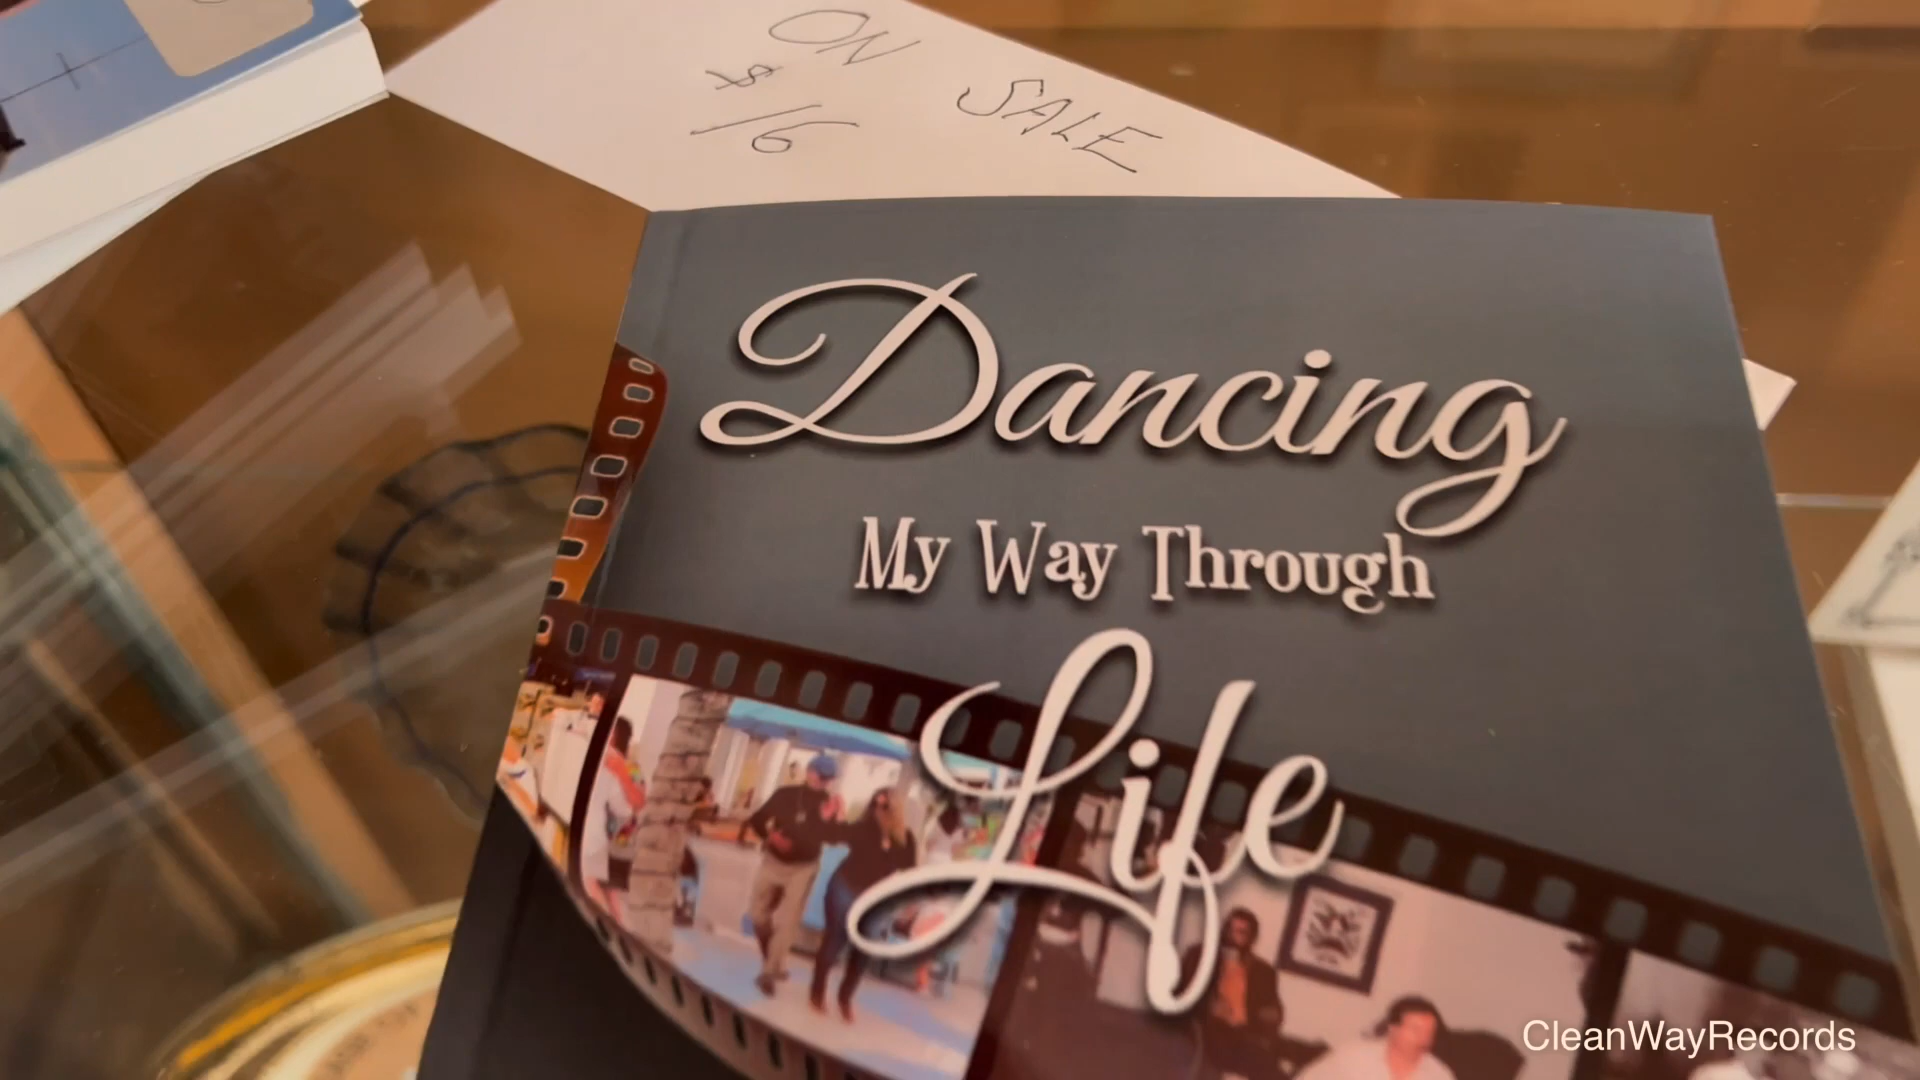 ON SALE
$
16
Dancing
My Way Through
Life
CleanWayRecords